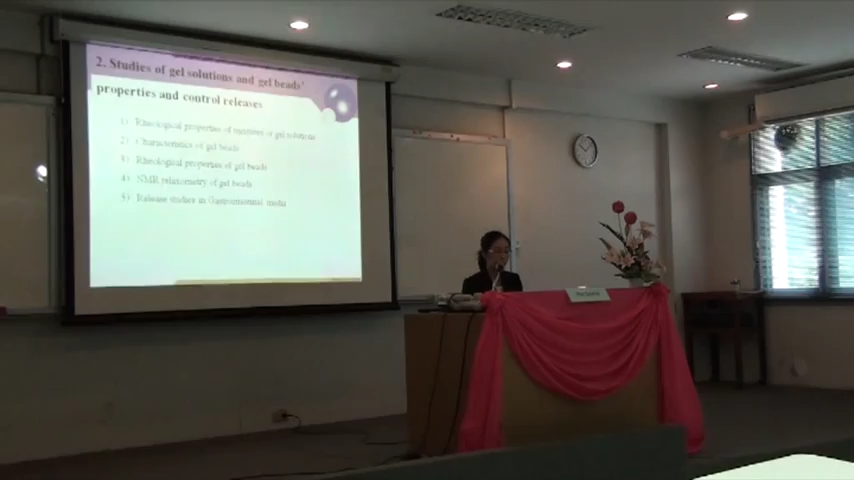 2. Studies of gel solutions and gel beads'
properties and control releases
1) Rheological properties of mixtures of gel solutions
2) Characteristics of gel beads
3) Rheological properties of gel beads
4) NMR relaxometry of gel beads
5) Release studies in Gastrointestinal media